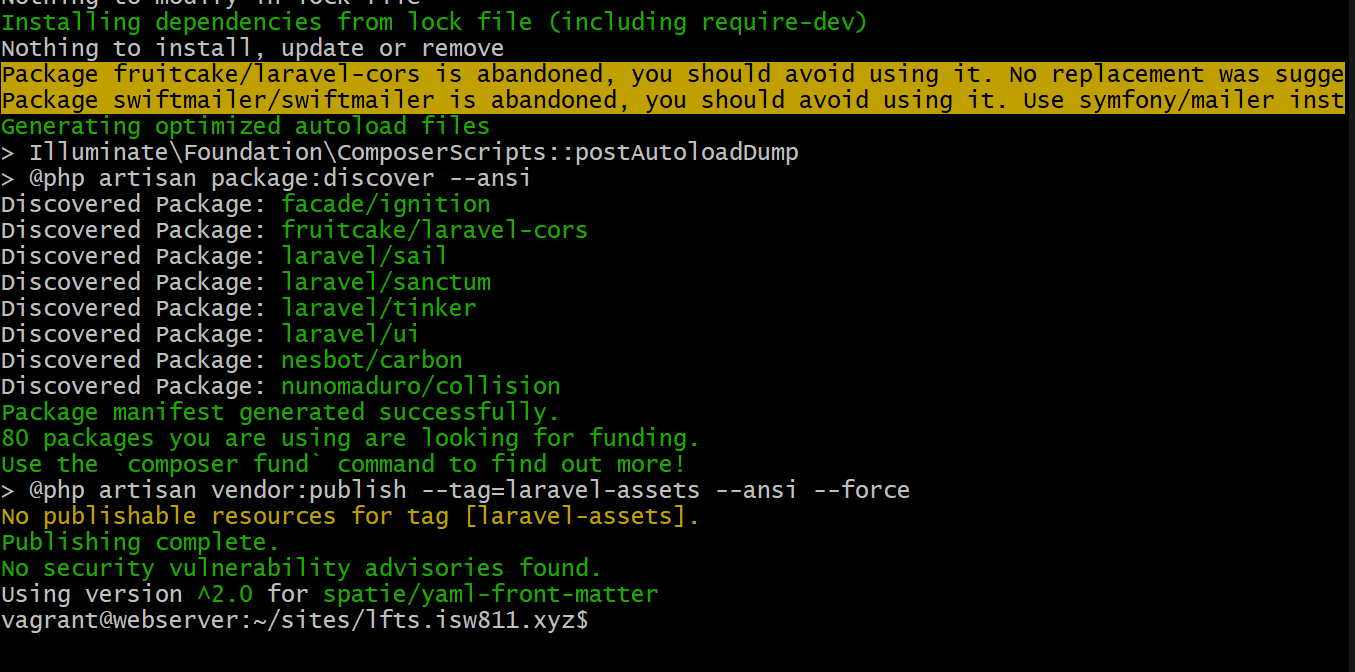 Nothing to modify in lock file
Installing dependencies from lock file (including require-dev)
Nothing to install, update or remove
Package fruitcake/laravel-cors is abandoned, you should avoid using it. No replacement was sugge
Package swiftmailer/swiftmailer is abandoned, you should avoid using it. Use symfony/mailer inst
Generating optimized autoload files
> Illuminate\Foundation\ComposerScripts::postAutoloadDump
> @php artisan package:discover --ansi
Discovered Package: facade/ignition
Discovered Package: fruitcake/laravel-cors
Discovered Package: laravel/sail
Discovered Package: laravel/sanctum
Discovered Package: laravel/tinker
Discovered Package: laravel/ui
Discovered Package: nesbot/carbon
Discovered Package: nunomaduro/collision
Package manifest generated successfully.
80 packages you are using are looking for funding.
Use the `composer fund` command to find out more!
> @php artisan vendor:publish --tag=laravel-assets --ansi --force
No publishable resources for tag [laravel-assets].
Publishing complete.
No security vulnerability advisories found.
Using version ^2.0 for spatie/yaml-front-matter
vagrant@webserver:~/sites/lfts.isw811.xyz$